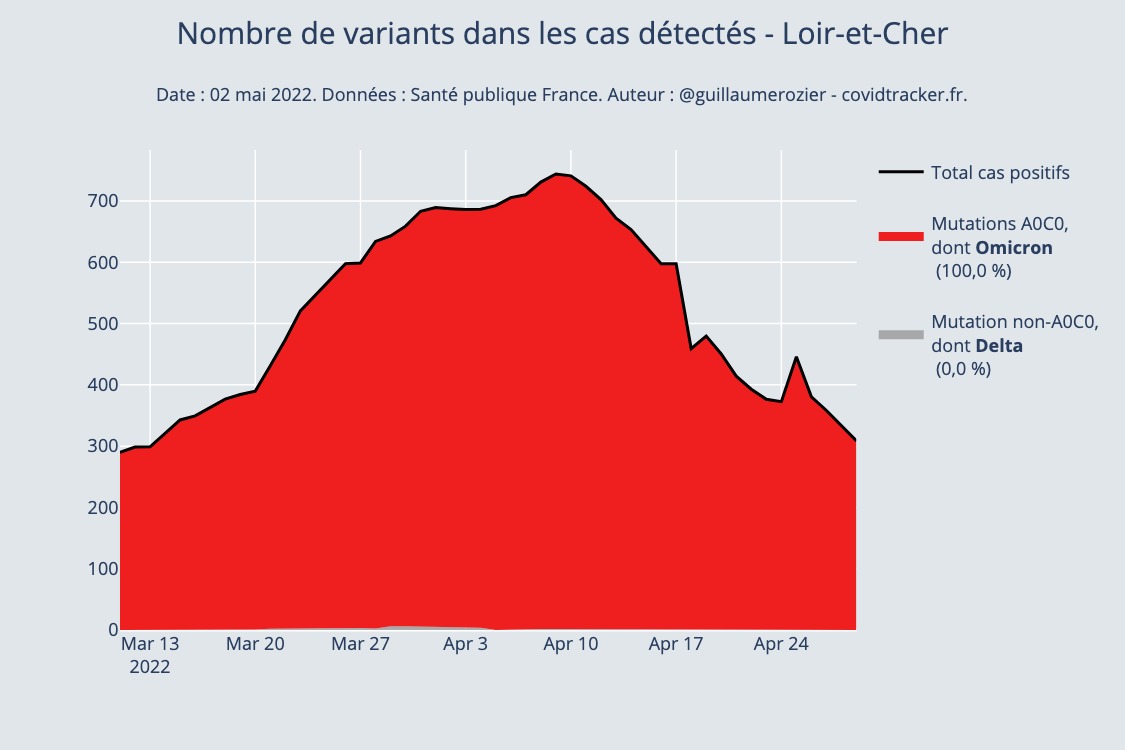 Nombre de variants dans les cas détectés - Loir-et-Cher
Date : 02 mai 2022. Données : Santé publique France. Auteur : @guillaumerozier - covidtracker.fr.
Total cas positifs
Mutations A0C0,
dont Omicron
(100,0 %)
Mutation non-A0C0,
dont Delta
(0,0 %)
700
600
500
400
300
200
100
0
Mar 13 Mar 20 Mar 27 Apr 3 Apr 10 Apr 17 Apr 24
2022